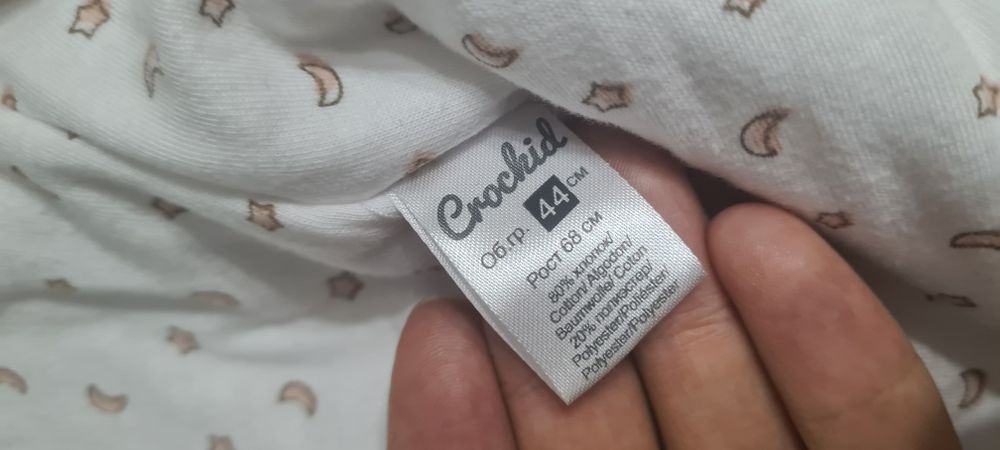 Crockid
Об.гр. 44 см
Рост 68 см
80% хлопок/
Cotton/ Algodon/
Baumwolle/ Coton
20% полиэстер/
Polyester/Poliester/
Polyester/Polyester